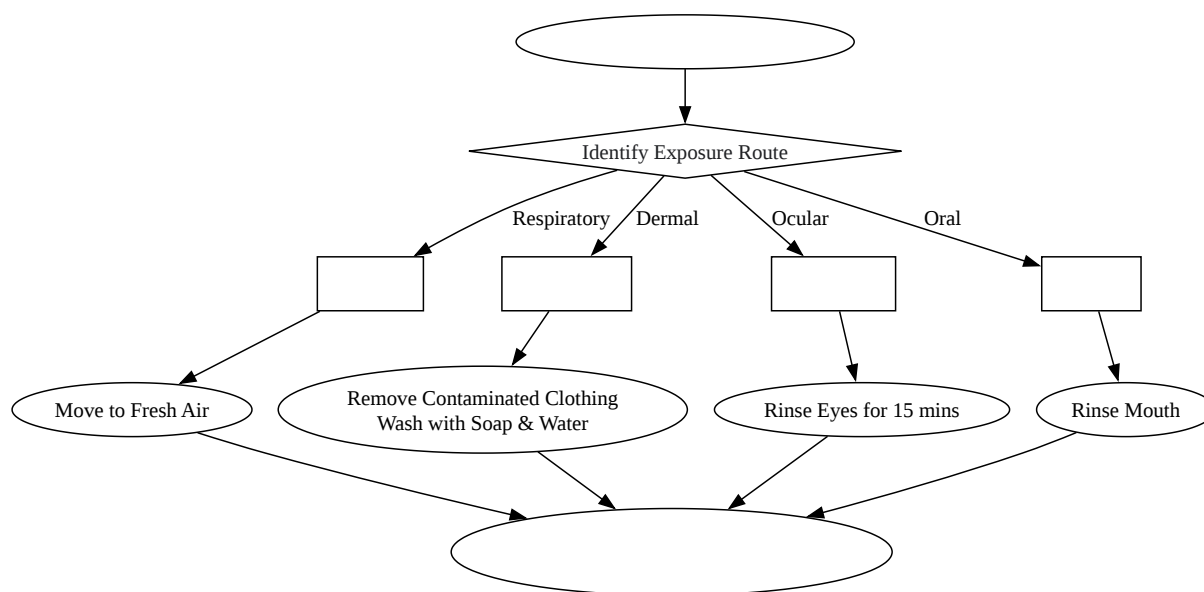 Identify Exposure Route
Respiratory
Dermal
Ocular
Oral
Move to Fresh Air
Remove Contaminated Clothing
Wash with Soap & Water
Rinse Eyes for 15 mins
Rinse Mouth